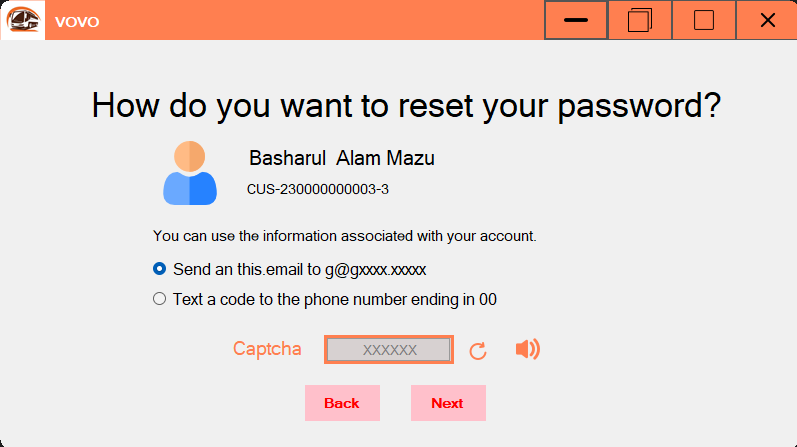 VOVO
How do you want to reset your password?
Basharul Alam Mazu
CUS-230000000003-3
You can use the information associated with your account.
Send an this.email to g@gxxxx.xxxxx
Text a code to the phone number ending in 00
Captcha XXXXXX
Back Next